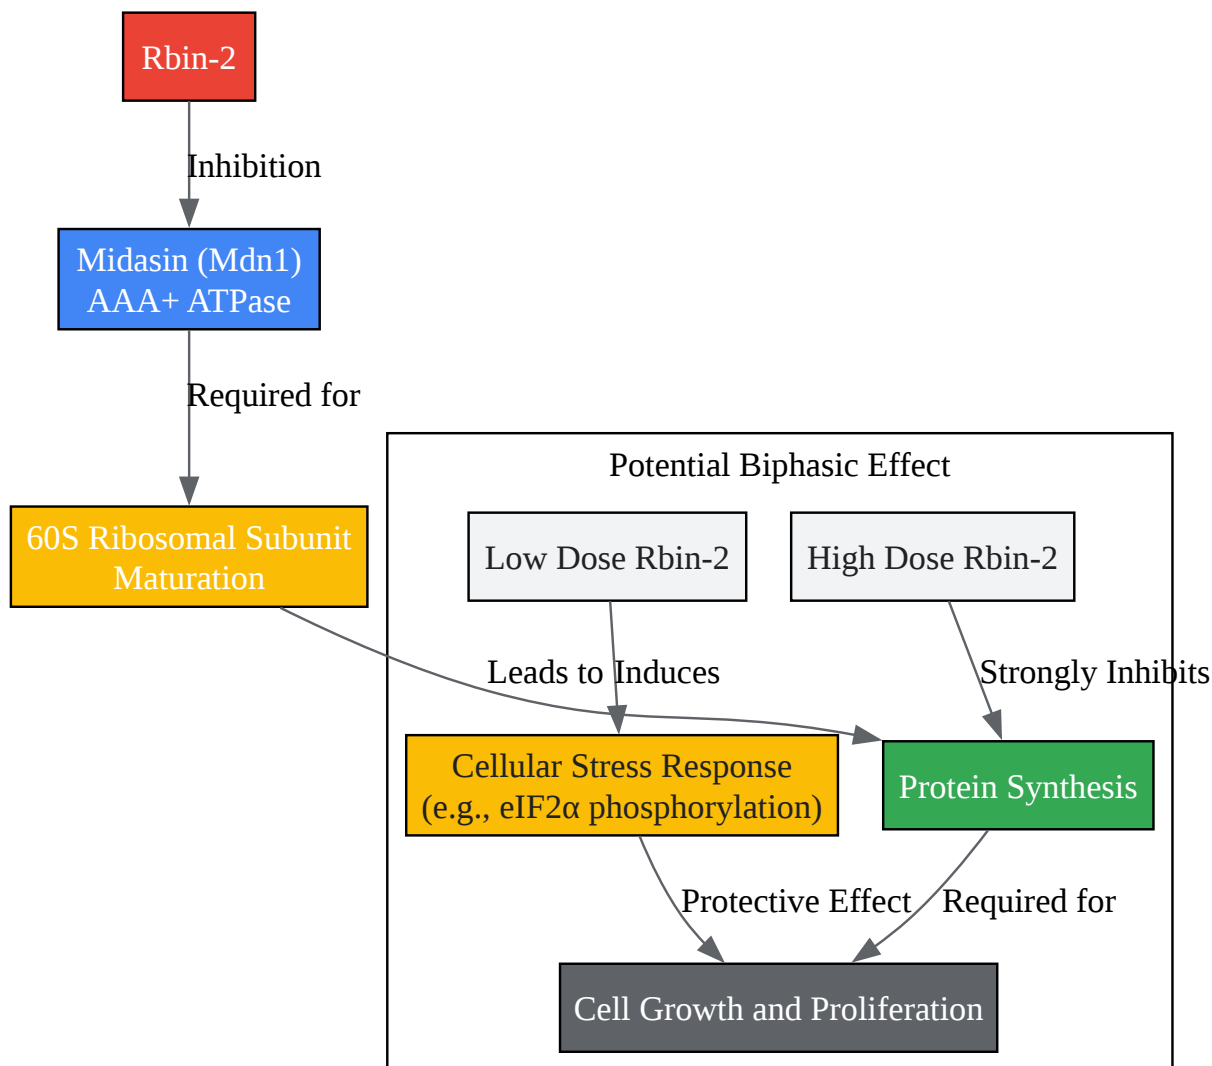 Rbin-2
Inhibition
Midasin (Mdn1)
AAA+ ATPase
Required for
60S Ribosomal Subunit
Maturation
Potential Biphasic Effect
Low Dose Rbin-2
High Dose Rbin-2
Leads to
Induces
Strongly Inhibits
Cellular Stress Response
(e.g., eIF2α phosphorylation)
Protein Synthesis
Protective Effect
Required for
Cell Growth and Proliferation